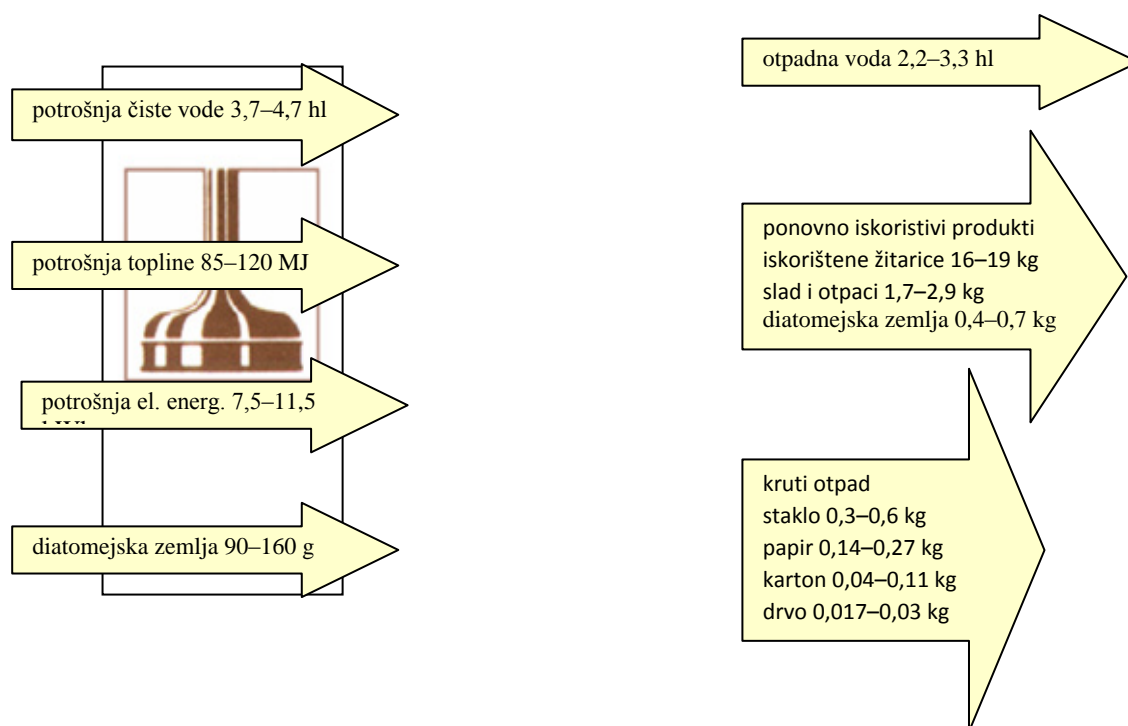 potrošnja čiste vode 3,7–4,7 hl
potrošnja topline 85–120 MJ
potrošnja el. energ. 7,5–11,5
diatomejska zemlja 90–160 g
otpadna voda 2,2–3,3 hl
ponovno iskoristivi produkti
iskorištene žitarice 16–19 kg
slad i otpaci 1,7–2,9 kg
diatomejska zemlja 0,4–0,7 kg
kruti otpad
staklo 0,3–0,6 kg
papir 0,14–0,27 kg
karton 0,04–0,11 kg
drvo 0,017–0,03 kg